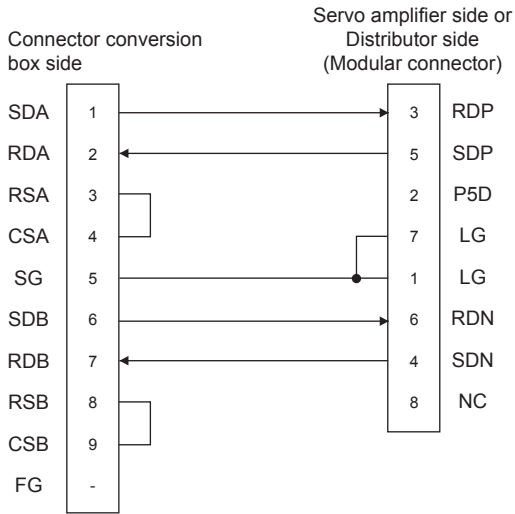 Servo amplifier side or
Distributor side
(Modular connector)
Connector conversion
box side
SDA 1 3 RDP
RDA 2 5 SDP
RSA 3 2 P5D
CSA 4 7 LG
SG 5 1 LG
SDB 6 6 RDN
RDB 7 4 SDN
RSB 8 8 NC
CSB 9
FG -